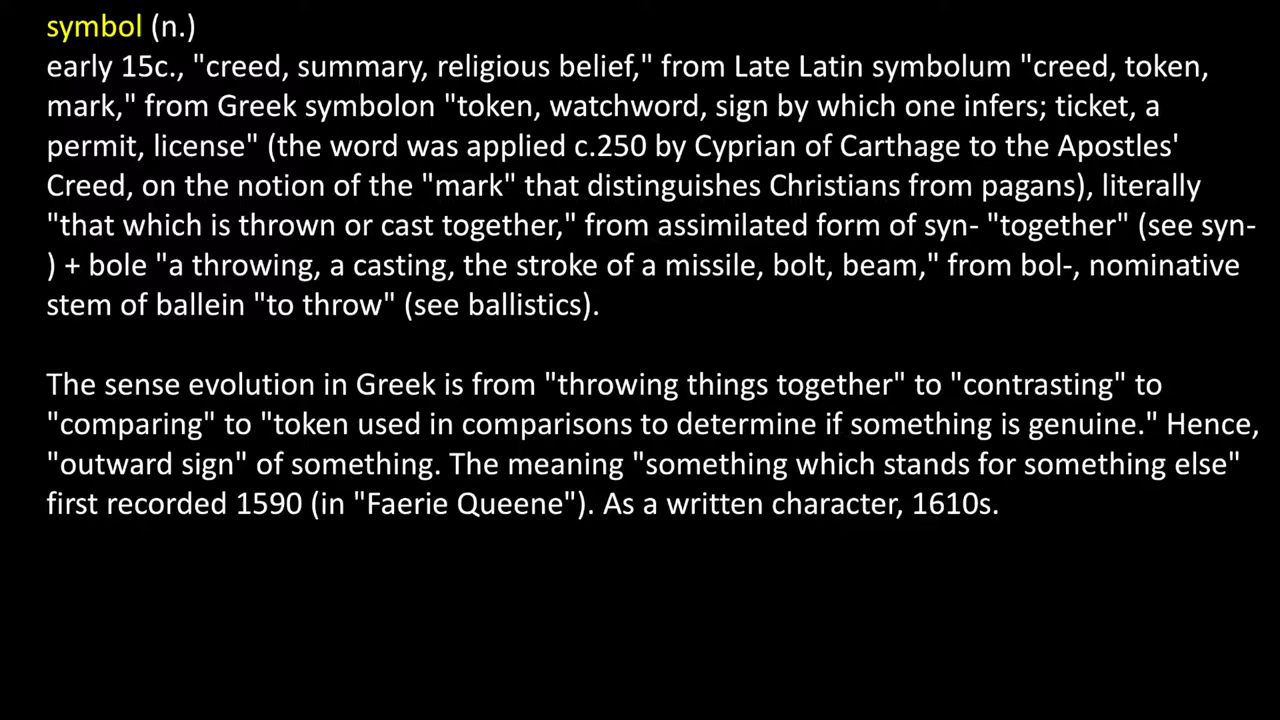 symbol (n.)
early 15c., "creed, summary, religious belief," from Late Latin symbolum "creed, token,
mark," from Greek symbolon "token, watchword, sign by which one infers; ticket, a
permit, license" (the word was applied c.250 by Cyprian of Carthage to the Apostles'
Creed, on the notion of the "mark" that distinguishes Christians from pagans), literally
"that which is thrown or cast together," from assimilated form of syn- "together" (see syn-
) + bole "a throwing, a casting, the stroke of a missile, bolt, beam," from bol-, nominative
stem of ballein "to throw" (see ballistics).
The sense evolution in Greek is from "throwing things together" to "contrasting" to
"comparing" to "token used in comparisons to determine if something is genuine." Hence,
"outward sign" of something. The meaning "something which stands for something else"
first recorded 1590 (in "Faerie Queene"). As a written character, 1610s.